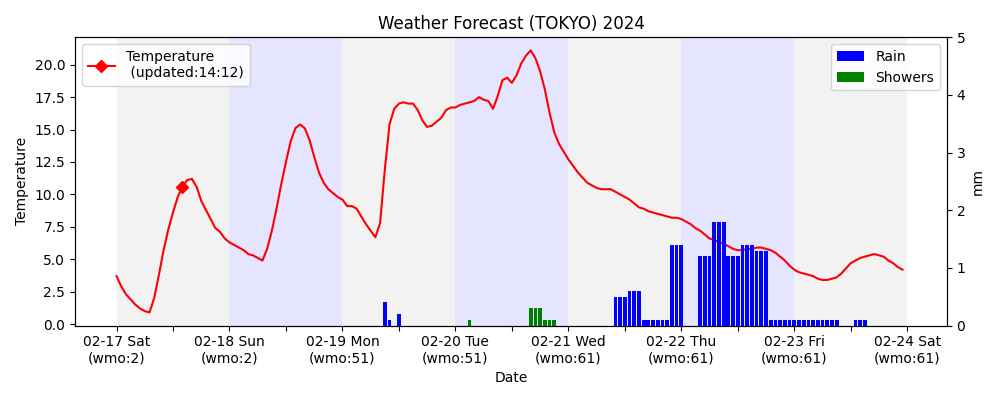 Weather Forecast (TOKYO) 2024
Temperature
(updated:14:12)
Rain
Showers
Temperature
20.0
17.5
15.0
12.5
10.0
7.5
5.0
2.5
0.0
5
4
3
2
1
0
mm
02-17 Sat
(wmo:2)
02-18 Sun
(wmo:2)
02-19 Mon
(wmo:51)
02-20 Tue
(wmo:51)
02-21 Wed
(wmo:61)
02-22 Thu
(wmo:61)
02-23 Fri
(wmo:61)
02-24 Sat
(wmo:61)
Date